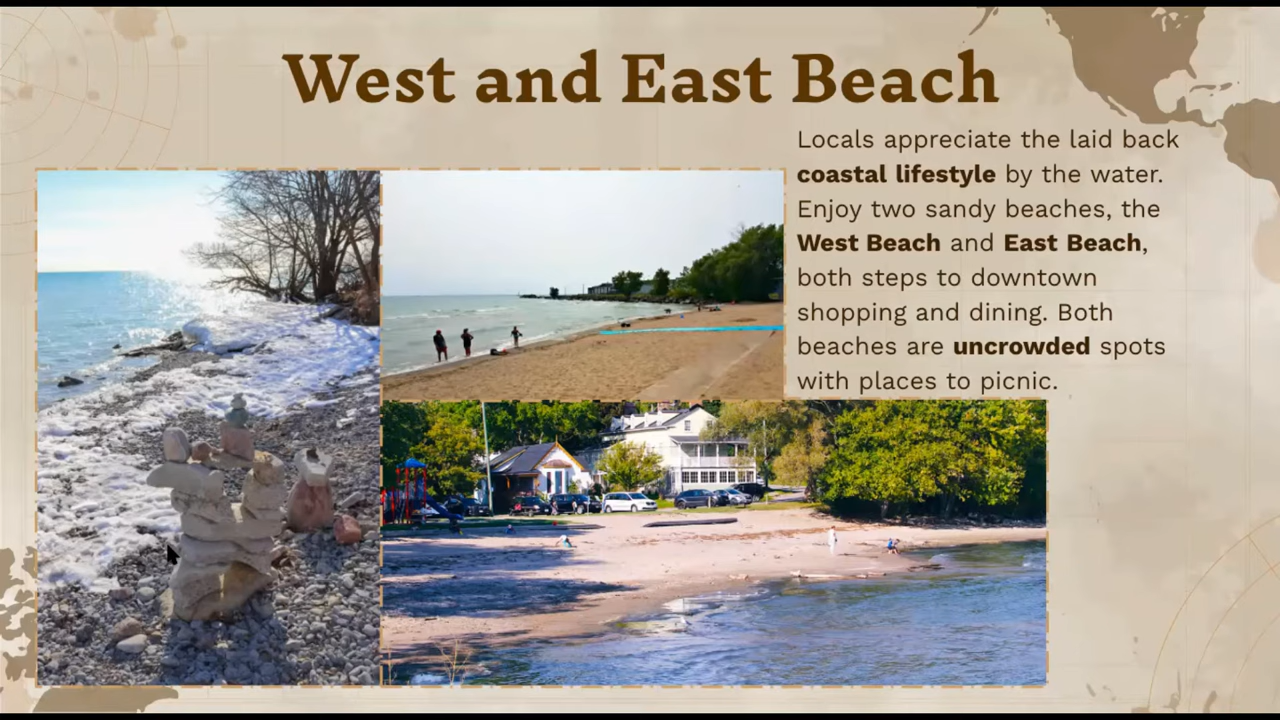 West and East Beach
Locals appreciate the laid back
coastal lifestyle by the water.
Enjoy two sandy beaches, the
West Beach and East Beach,
both steps to downtown
shopping and dining. Both
beaches are uncrowded spots
with places to picnic.